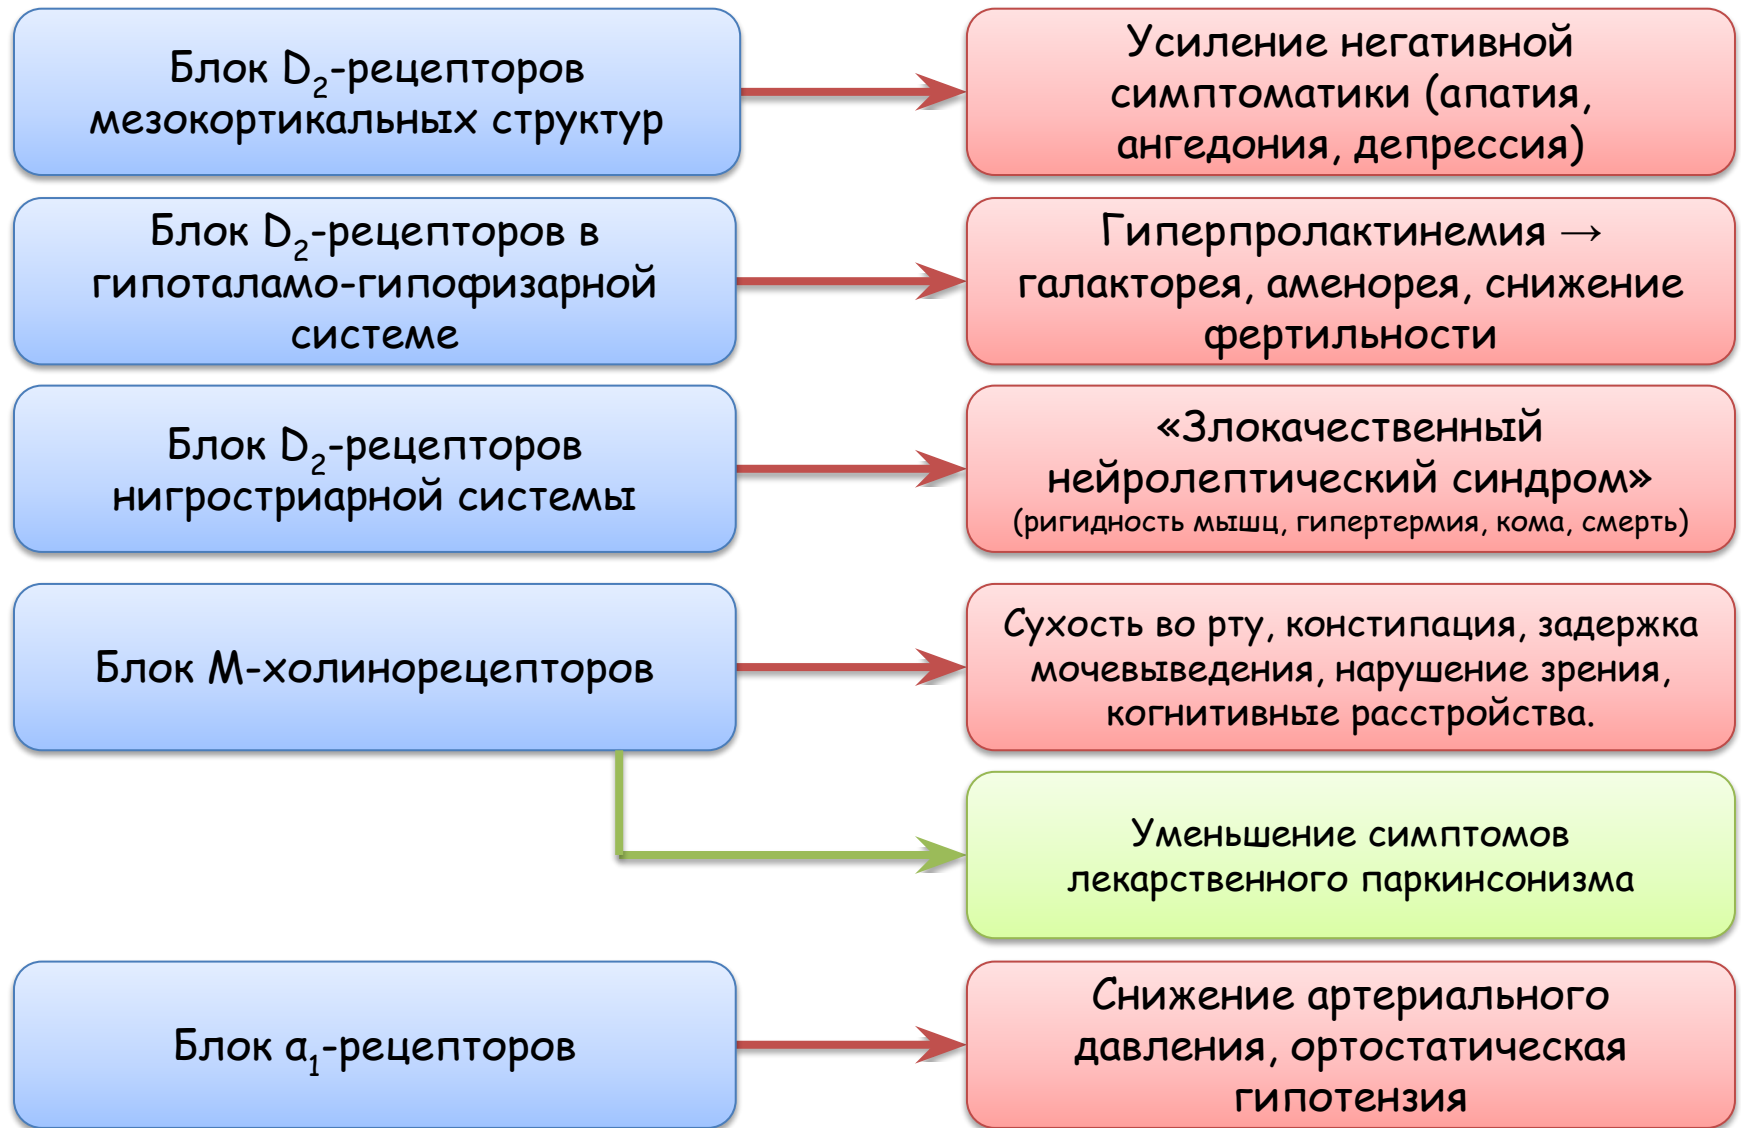 Блок D2-рецепторов
мезокортикальных структур
Усиление негативной
симптоматики (апатия,
ангедония, депрессия)
Блок D2-рецепторов в
гипоталамо-гипофизарной
системе
Гиперпролактинемия →
галакторея, аменорея, снижение
фертильности
Блок D2-рецепторов
нигростриарной системы
«Злокачественный
нейролептический синдром»
(ригидность мышц, гипертермия, кома, смерть)
Блок М-холинорецепторов
Сухость во рту, констипация, задержка
мочевыведения, нарушение зрения,
когнитивные расстройства.
Уменьшение симптомов
лекарственного паркинсонизма
Блок α1-рецепторов
Снижение артериального
давления, ортостатическая
гипотензия